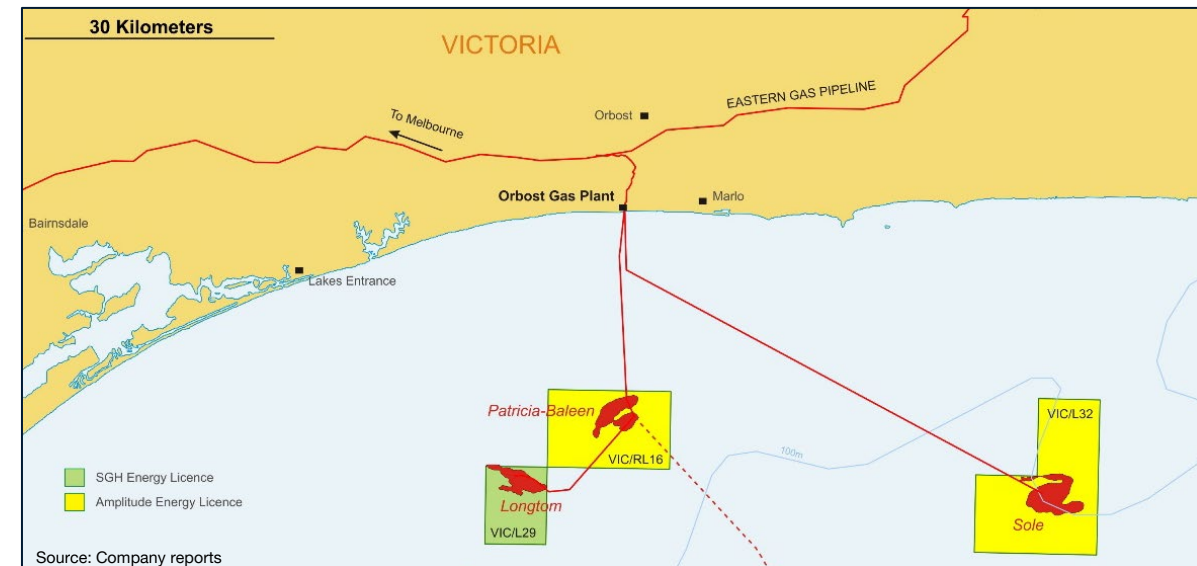 30 Kilometers
VICTORIA
EASTERN GAS PIPELINE
To Melbourne
Orbost
Orbost Gas Plant
Marlo
Bairnsdale
Lakes Entrance
Patricia-Baleen
VIC/RL16
VIC/L32
100m
SGH Energy Licence
Amplitude Energy Licence
Longtom
VIC/L29
Sole
Source: Company reports